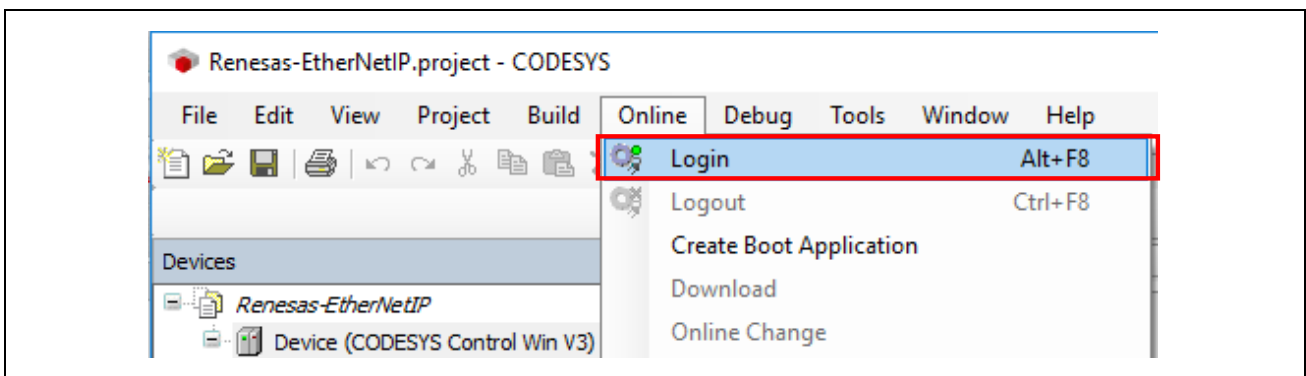 Renesas-EtherNetIP.project - CODESYS
File Edit View Project Build Online Debug Tools Window Help
Login Alt+F8
Logout Ctrl+F8
Create Boot Application
Devices
Download
Renesas-EtherNetIP
Online Change
Device (CODESYS Control Win V3)